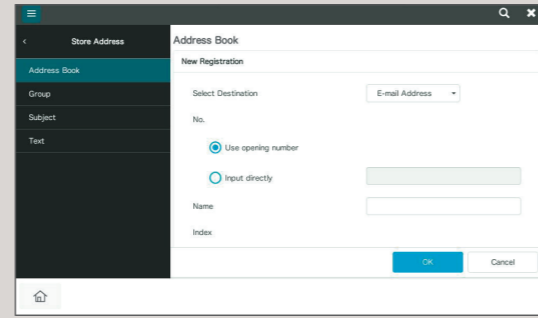 Store Address
Address Book
Group
Subject
Text
Address Book
New Registration
Select Destination
E-mail Address
No.
Use opening number
Input directly
Name
Index
OK
Cancel